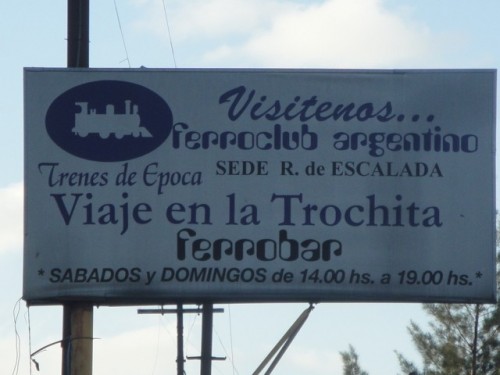 Visitenos...
ferroclub argentino
Trenes de Epoca
SEDE R. de ESCALADA
Viaje en la Trochita
ferrobar
* SABADOS y DOMINGOS de 14.00 hs. a 19.00 hs.*